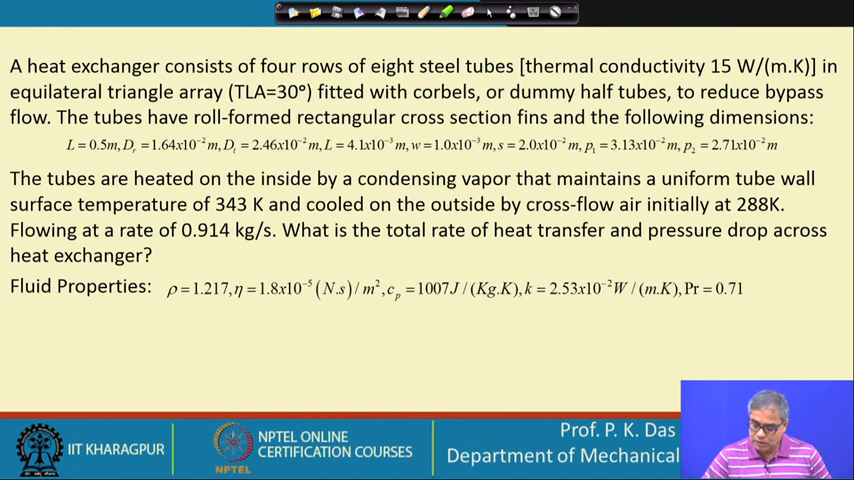 A heat exchanger consists of four rows of eight steel tubes [thermal conductivity 15 W/(m.K)] in
equilateral triangle array (TLA=30°) fitted with corbels, or dummy half tubes, to reduce bypass
flow. The tubes have roll-formed rectangular cross section fins and the following dimensions:
L = 0.5m, Dᵣ = 1.64x10⁻² m, Dₜ = 2.46x10⁻² m, L = 4.1x10⁻³ m, w = 1.0x10⁻³ m, s = 2.0x10⁻² m, p₁ = 3.13x10⁻² m, p₂ = 2.71x10⁻² m
The tubes are heated on the inside by a condensing vapor that maintains a uniform tube wall
surface temperature of 343 K and cooled on the outside by cross-flow air initially at 288K.
Flowing at a rate of 0.914 kg/s. What is the total rate of heat transfer and pressure drop across
heat exchanger?
Fluid Properties: ρ = 1.217, η = 1.8x10⁻⁵ (N.s) / m², cₚ = 1007J / (Kg.K), k = 2.53x10⁻² W / (m.K), Pr = 0.71
IIT KHARAGPUR
NPTEL
NPTEL ONLINE
CERTIFICATION COURSES
Prof. P. K. Das
Department of Mechanical